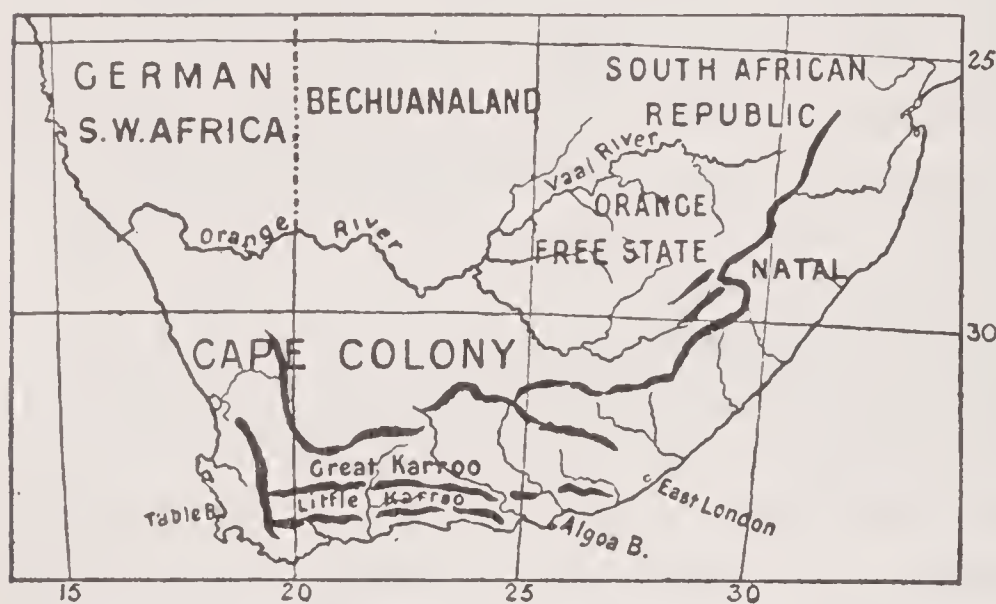 GERMAN
S.W. AFRICA.
BECHUANALAND
SOUTH AFRICAN
REPUBLIC
25
Vaal River
ORANGE
FREE STATE
Orange River
NATAL
30
CAPE COLONY
Great Karroo
Little Karroo
Table B.
Algoa B.
East London
15 20 25 30